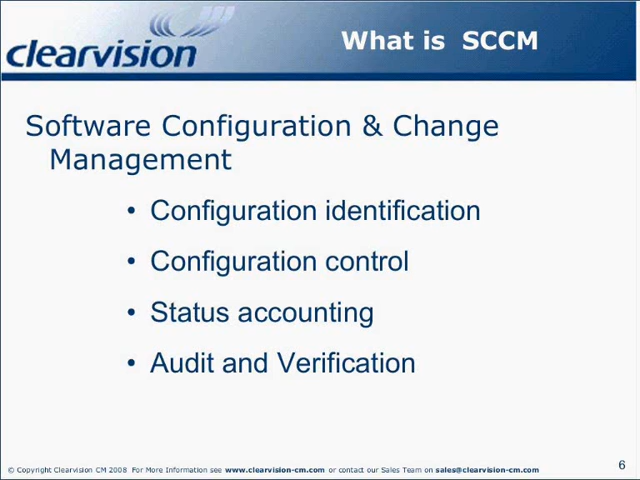 clearvision
What is SCCM
Software Configuration & Change
Management
• Configuration identification
• Configuration control
• Status accounting
• Audit and Verification
© Copyright Clearvision CM 2008 For More Information see www.clearvision-cm.com or contact our Sales Team on sales@clearvision-cm.com
6